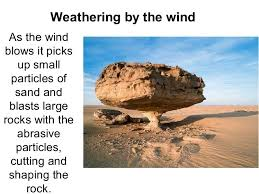 Weathering by the wind
As the wind
blows it picks
up small
particles of
sand and
blasts large
rocks with the
abrasive
particles,
cutting and
shaping the
rock.